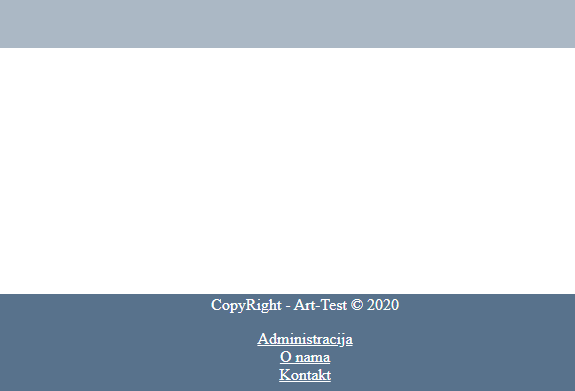 CopyRight - Art-Test © 2020
Administracija
O nama
Kontakt